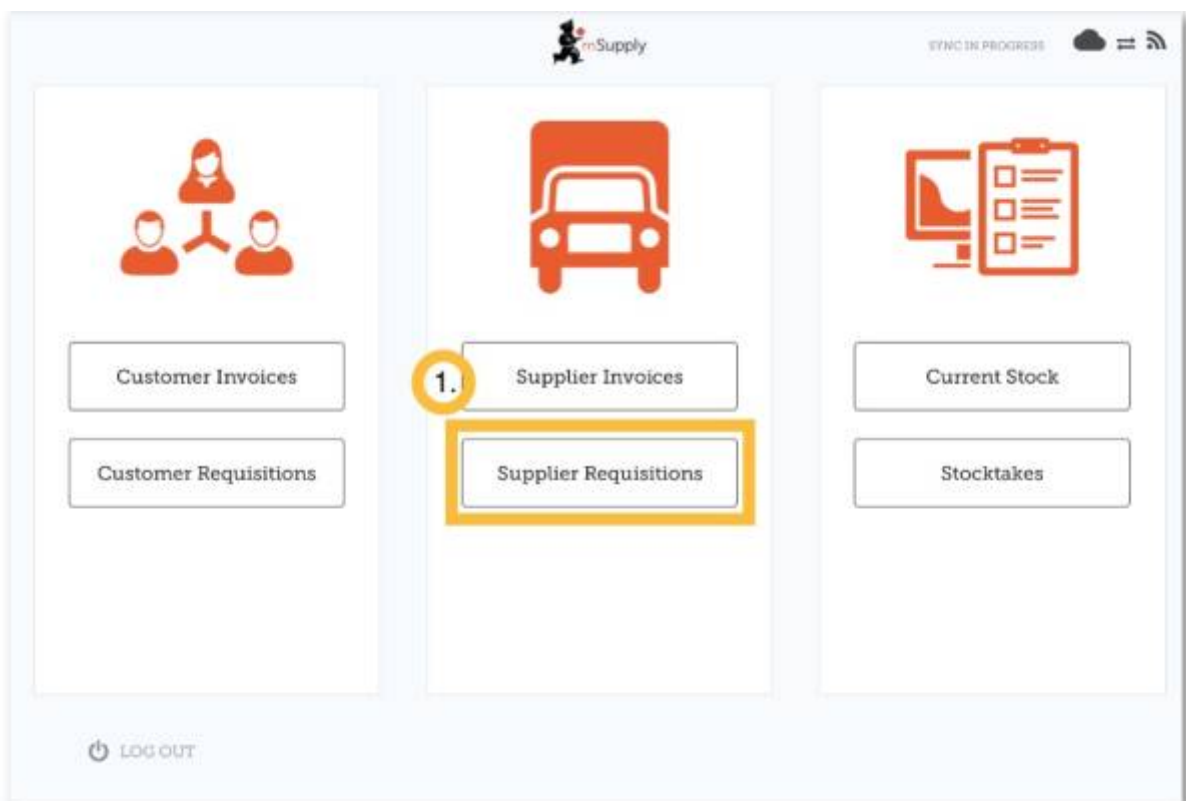 mSupply
SYNC IN PROGRESS
Customer Invoices
1.
Supplier Invoices
Current Stock
Customer Requisitions
Supplier Requisitions
Stocktakes
LOG OUT